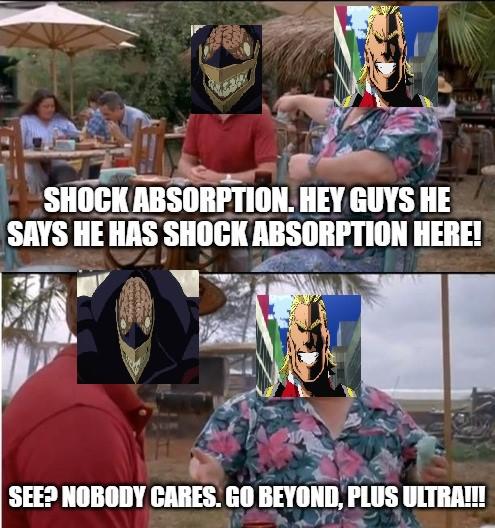 SHOCK ABSORPTION. HEY GUYS HE
SAYS HE HAS SHOCK ABSORPTION HERE!
SEE? NOBODY CARES. GO BEYOND, PLUS ULTRA!!!